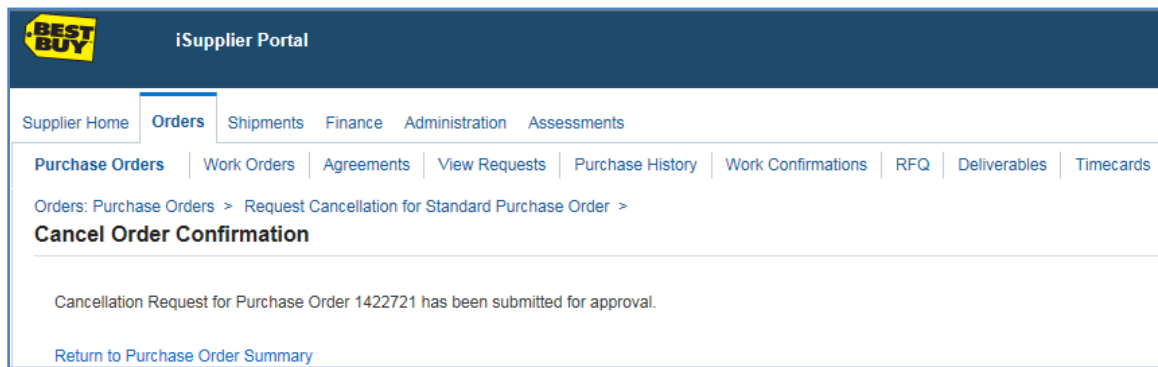 BEST
BUY
iSupplier Portal
Supplier Home Orders Shipments Finance Administration Assessments
Purchase Orders Work Orders Agreements View Requests Purchase History Work Confirmations RFQ Deliverables Timecards
Orders: Purchase Orders > Request Cancellation for Standard Purchase Order >
Cancel Order Confirmation
Cancellation Request for Purchase Order 1422721 has been submitted for approval.
Return to Purchase Order Summary